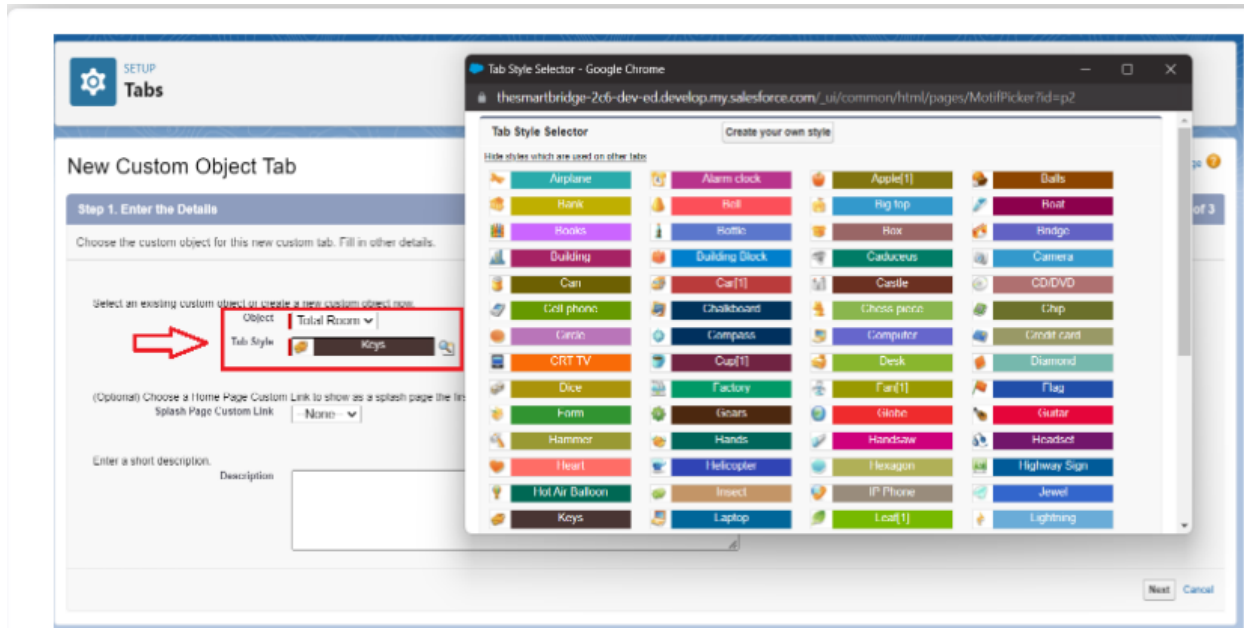 SETUP
Tabs
New Custom Object Tab
Step 1. Enter the Details
of 3
Choose the custom object for this new custom tab. Fill in other details.
Select an existing custom object or create a new custom object now.
Object Total Room
Tab Style Keys
(Optional) Choose a Home Page Custom Link to show as a splash page the
Splash Page Custom Link --None--
Enter a short description.
Description
Next Cancel
Tab Style Selector - Google Chrome
thesmartbridge-2c6-dev-ed.develop.my.salesforce.com/_ui/common/html/pages/MotifPicker?id=p2
Tab Style Selector Create your own style
Hide styles which are used on other tabs
Airplane Alarm clock Apple[1] Balls
Bank Bell Big top Boat
Books Bottle Box Bridge
Building Building Block Caduceus Camera
Can Car[1] Castle CD/DVD
Cell phone Chalkboard Chess piece Chip
Circle Compass Computer Credit card
CRT TV Cup[1] Desk Diamond
Dice Factory Fan[1] Flag
Form Gears Globe Guitar
Hammer Hands Handsaw Headset
Heart Helicopter Hexagon Highway Sign
Hot Air Balloon Insect IP Phone Jewel
Keys Laptop Leaf[1] Lightning